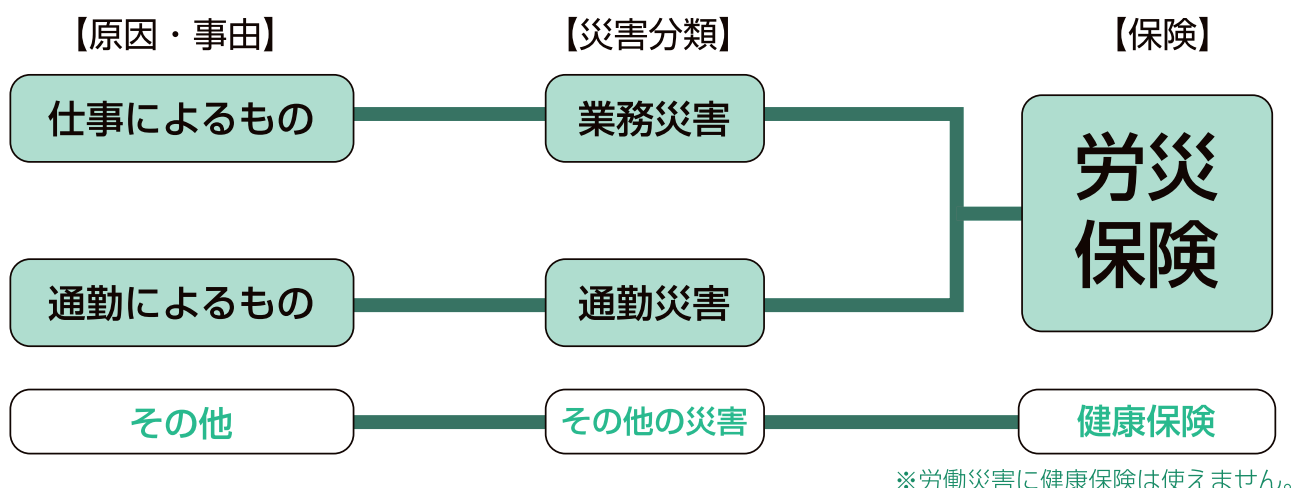 【原因・事由】
【災害分類】
【保険】
仕事によるもの
業務災害
労災
保険
通勤によるもの
通勤災害
その他
その他の災害
健康保険
※労働災害に健康保険は使えません。